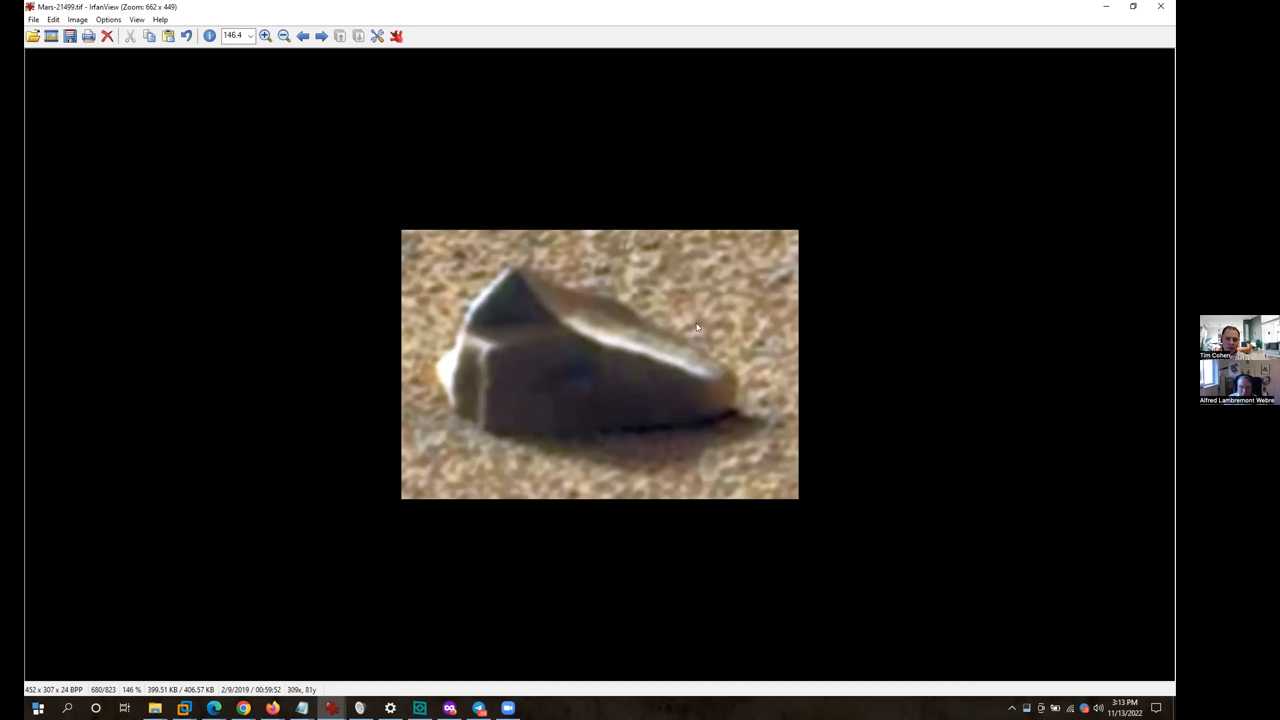 Mars-21499.tif - IrfanView (Zoom: 662 x 449)
File Edit Image Options View Help
146.4
Tim Cohen
Alfred Lambremont Webre
452 x 307 x 24 BPP 680/823 146 % 399.51 KB / 406.57 KB 2/9/2019 / 00:59:52 309x, 81y
3:13 PM
11/13/2022